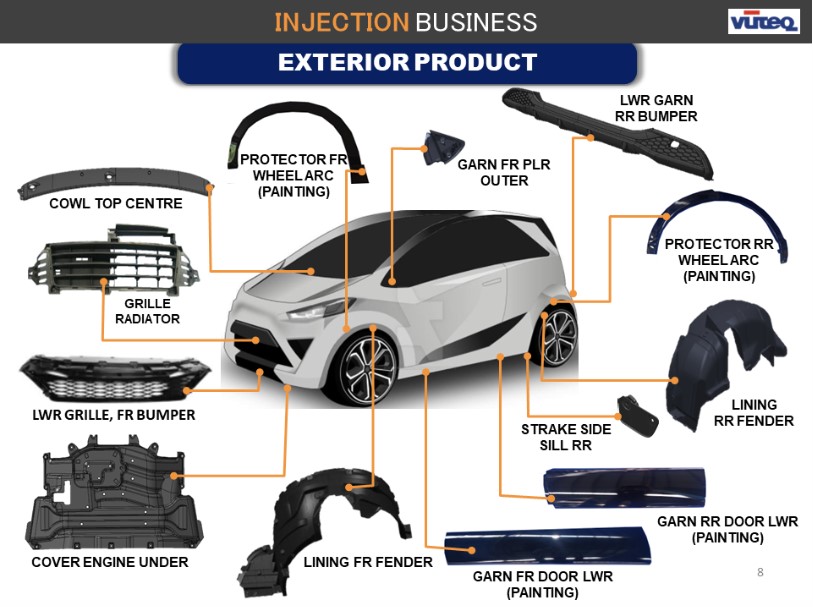 INJECTION BUSINESS
VUTEQ
EXTERIOR PRODUCT
LWR GARN
RR BUMPER
PROTECTOR FR
WHEEL ARC
(PAINTING)
GARN FR PLR
OUTER
COWL TOP CENTRE
PROTECTOR RR
WHEEL ARC
(PAINTING)
GRILLE
RADIATOR
LWR GRILLE, FR BUMPER
LINING
RR FENDER
STRAKE SIDE
SILL RR
GARN RR DOOR LWR
(PAINTING)
COVER ENGINE UNDER
LINING FR FENDER
GARN FR DOOR LWR
(PAINTING)
8